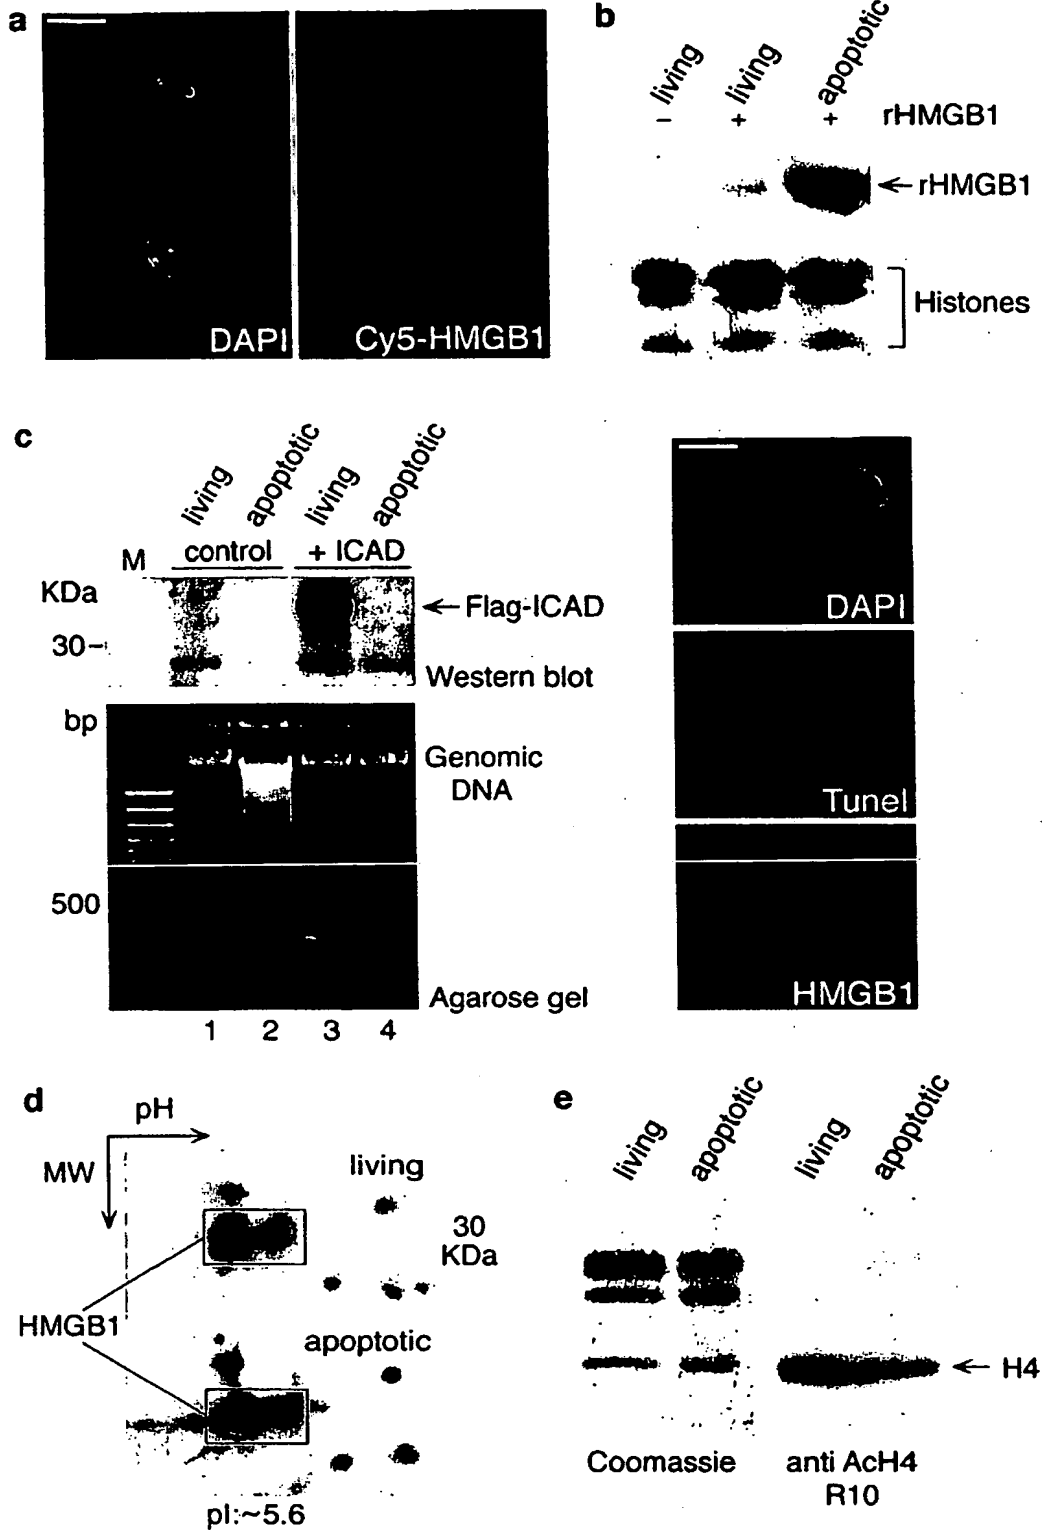 a
DAPI
Cy5-HMGB1
b
living
living
apoptotic
- + + rHMGB1
rHMGB1
Histones
c
living
apoptotic
living
apoptotic
M control + ICAD
KDa
Flag-ICAD
30
Western blot
bp
Genomic
DNA
500
Agarose gel
1 2 3 4
DAPI
Tunel
HMGB1
d
pH
MW
living
30
KDa
HMGB1
apoptotic
pI:~5.6
e
living
apoptotic
living
apoptotic
H4
Coomassie
anti AcH4
R10